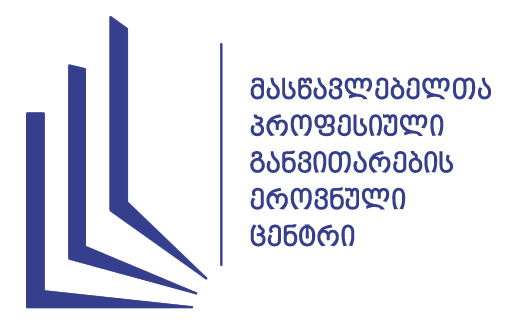 მასწავლებელთა
პროფესიული
განვითარების
ეროვნული
ცენტრი